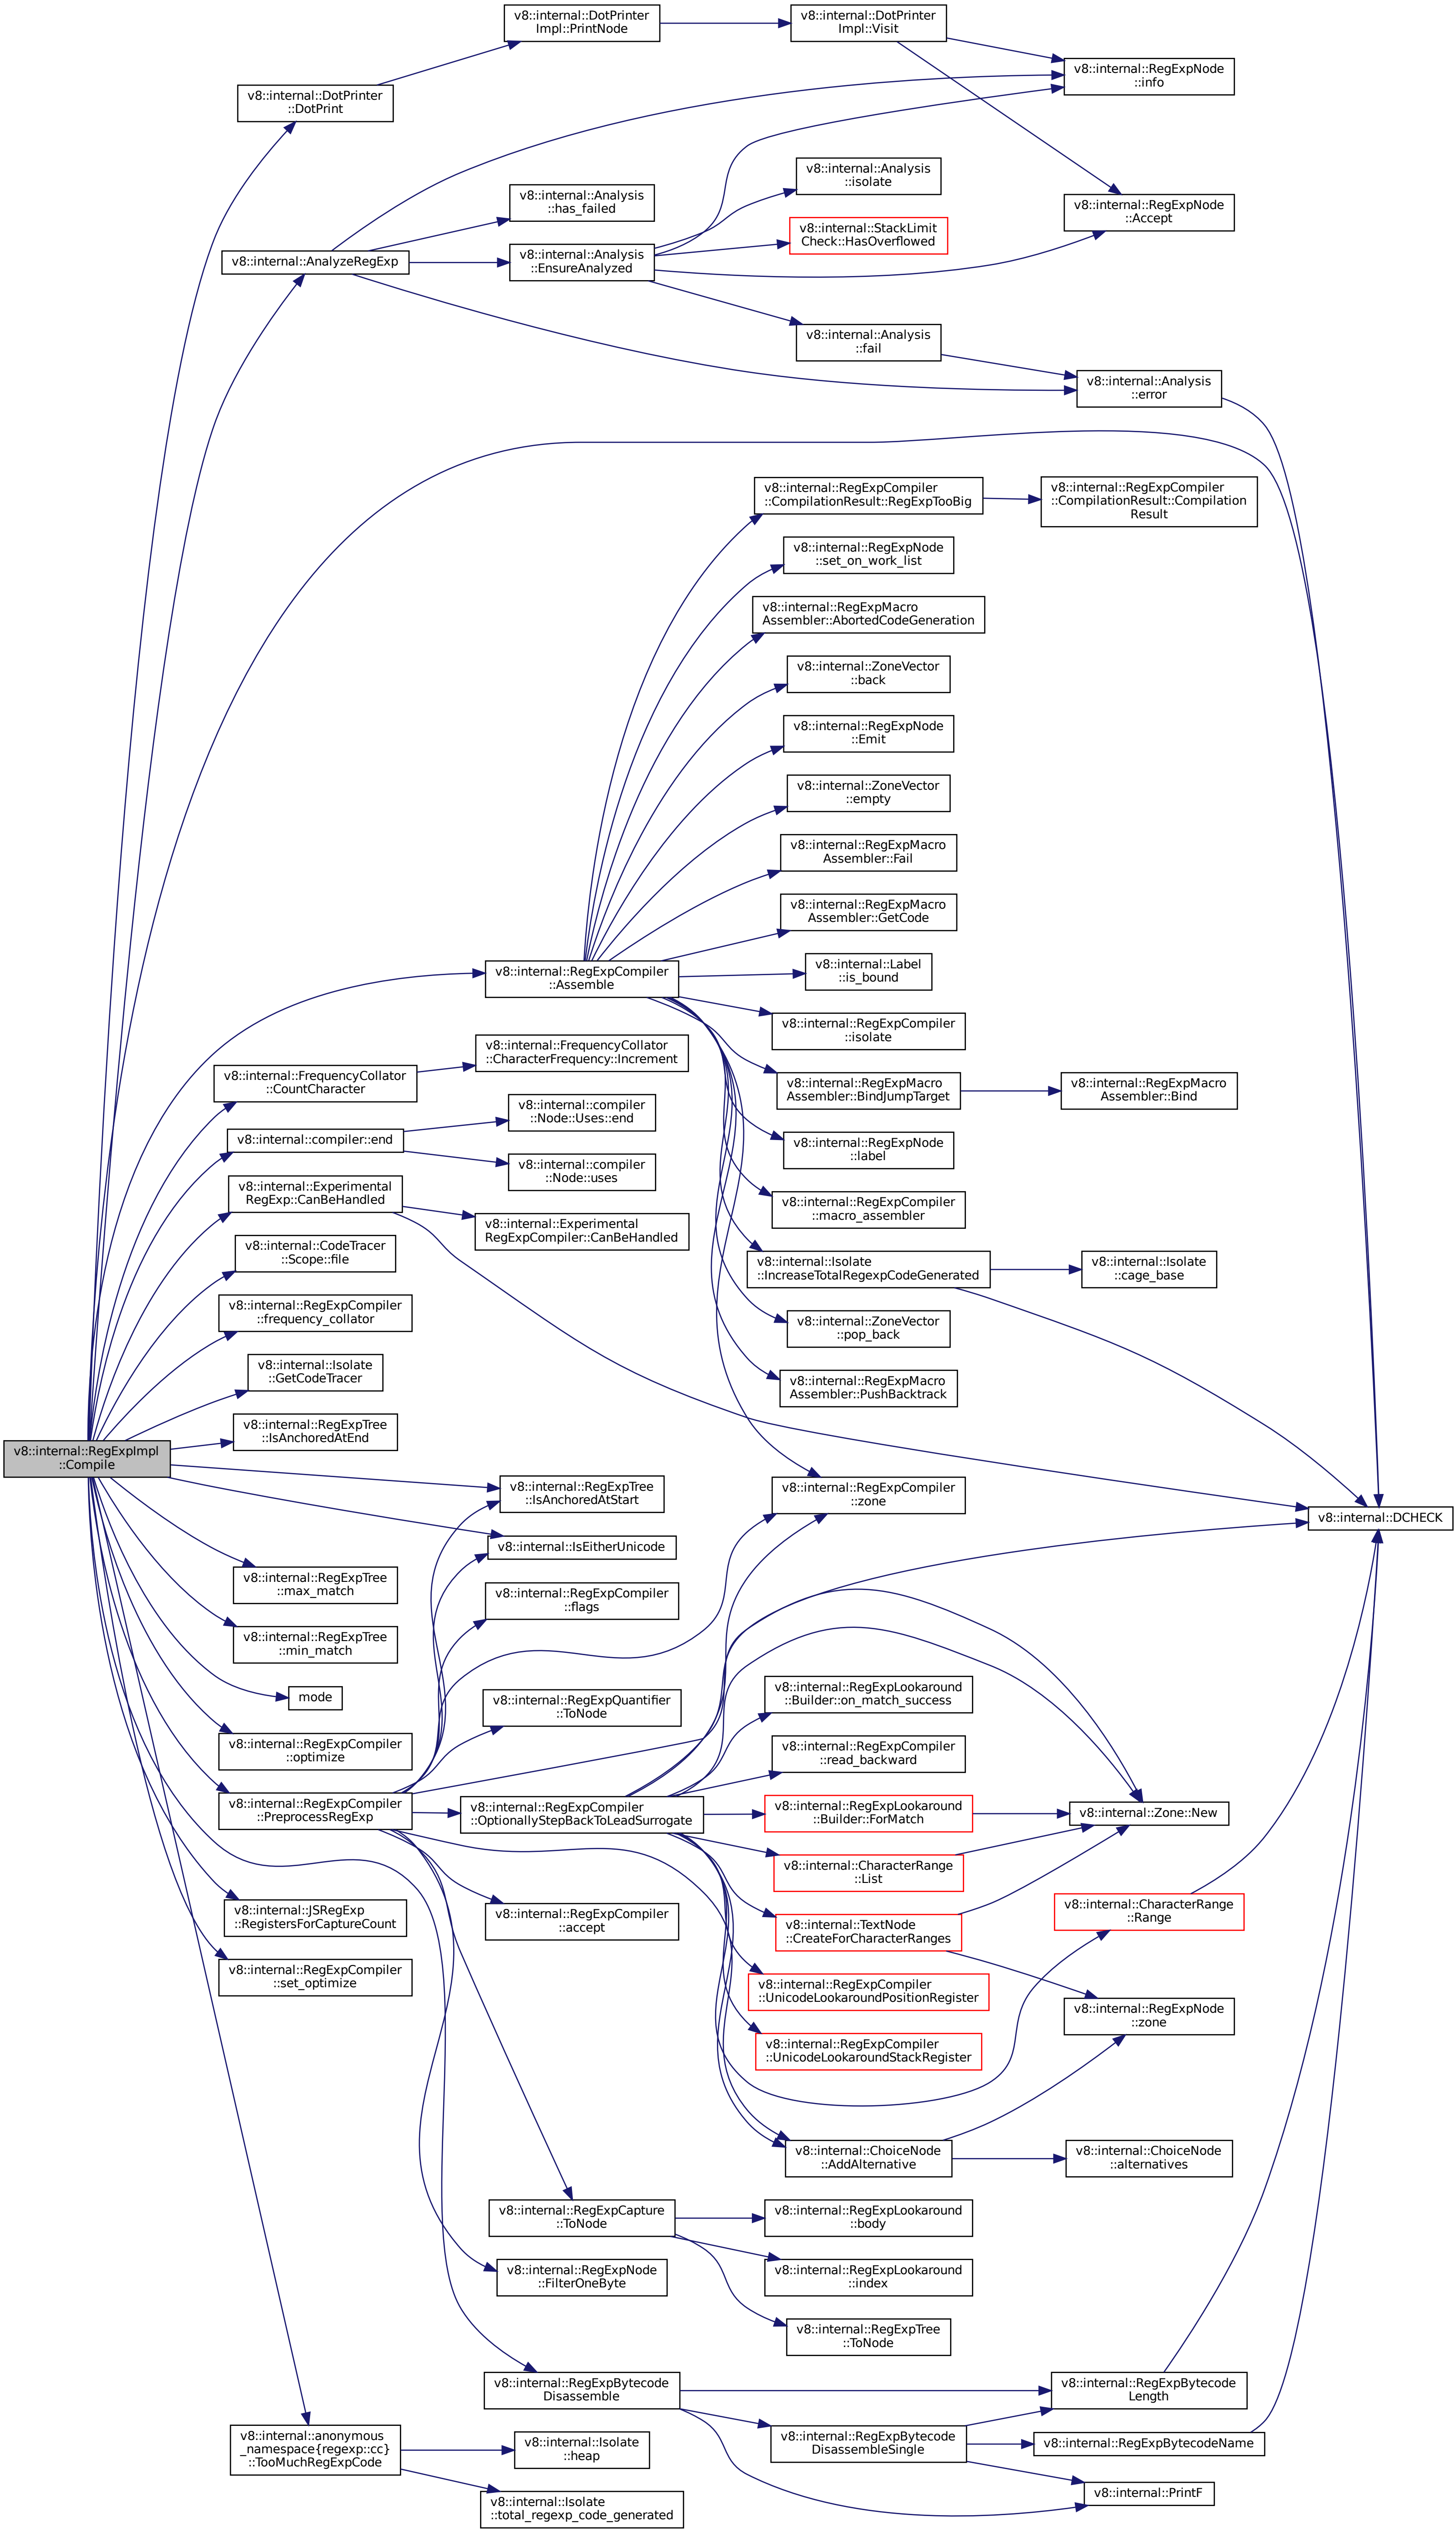 v8::internal::DotPrinter
Impl::PrintNode
v8::internal::DotPrinter
Impl::Visit
v8::internal::RegExpNode
::info
v8::internal::DotPrinter
::DotPrint
v8::internal::Analysis
::isolate
v8::internal::Analysis
::has_failed
v8::internal::RegExpNode
::Accept
v8::internal::StackLimit
Check::HasOverflowed
v8::internal::AnalyzeRegExp
v8::internal::Analysis
::EnsureAnalyzed
v8::internal::Analysis
::fail
v8::internal::Analysis
::error
v8::internal::RegExpCompiler
::CompilationResult::RegExpTooBig
v8::internal::RegExpCompiler
::CompilationResult::Compilation
Result
v8::internal::RegExpNode
::set_on_work_list
v8::internal::RegExpMacro
Assembler::AbortedCodeGeneration
v8::internal::ZoneVector
::back
v8::internal::RegExpNode
::Emit
v8::internal::ZoneVector
::empty
v8::internal::RegExpMacro
Assembler::Fail
v8::internal::RegExpMacro
Assembler::GetCode
v8::internal::RegExpCompiler
::Assemble
v8::internal::Label
::is_bound
v8::internal::RegExpCompiler
::isolate
v8::internal::FrequencyCollator
::CharacterFrequency::Increment
v8::internal::FrequencyCollator
::CountCharacter
v8::internal::RegExpMacro
Assembler::BindJumpTarget
v8::internal::RegExpMacro
Assembler::Bind
v8::internal::compiler
::Node::Uses::end
v8::internal::compiler::end
v8::internal::RegExpNode
::label
v8::internal::compiler
::Node::uses
v8::internal::Experimental
RegExp::CanBeHandled
v8::internal::RegExpCompiler
::macro_assembler
v8::internal::Experimental
RegExpCompiler::CanBeHandled
v8::internal::CodeTracer
::Scope::file
v8::internal::Isolate
::IncreaseTotalRegexpCodeGenerated
v8::internal::Isolate
::cage_base
v8::internal::RegExpCompiler
::frequency_collator
v8::internal::ZoneVector
::pop_back
v8::internal::Isolate
::GetCodeTracer
v8::internal::RegExpMacro
Assembler::PushBacktrack
v8::internal::RegExpTree
::IsAnchoredAtEnd
v8::internal::RegExpImpl
::Compile
v8::internal::RegExpTree
::IsAnchoredAtStart
v8::internal::RegExpCompiler
::zone
v8::internal::DCHECK
v8::internal::IsEitherUnicode
v8::internal::RegExpTree
::max_match
v8::internal::RegExpCompiler
::flags
v8::internal::RegExpTree
::min_match
mode
v8::internal::RegExpQuantifier
::ToNode
v8::internal::RegExpLookaround
::Builder::on_match_success
v8::internal::RegExpCompiler
::optimize
v8::internal::RegExpCompiler
::read_backward
v8::internal::RegExpCompiler
::PreprocessRegExp
v8::internal::RegExpCompiler
::OptionallyStepBackToLeadSurrogate
v8::internal::RegExpLookaround
::Builder::ForMatch
v8::internal::Zone::New
v8::internal::CharacterRange
::List
v8::internal::JSRegExp
::RegistersForCaptureCount
v8::internal::RegExpCompiler
::accept
v8::internal::TextNode
::CreateForCharacterRanges
v8::internal::CharacterRange
::Range
v8::internal::RegExpCompiler
::set_optimize
v8::internal::RegExpCompiler
::UnicodeLookaroundPositionRegister
v8::internal::RegExpNode
::zone
v8::internal::RegExpCompiler
::UnicodeLookaroundStackRegister
v8::internal::ChoiceNode
::AddAlternative
v8::internal::ChoiceNode
::alternatives
v8::internal::RegExpCapture
::ToNode
v8::internal::RegExpLookaround
::body
v8::internal::RegExpNode
::FilterOneByte
v8::internal::RegExpLookaround
::index
v8::internal::RegExpTree
::ToNode
v8::internal::RegExpBytecode
Disassemble
v8::internal::RegExpBytecode
Length
v8::internal::anonymous
_namespace{regexp::cc}
::TooMuchRegExpCode
v8::internal::Isolate
::heap
v8::internal::RegExpBytecode
DisassembleSingle
v8::internal::RegExpBytecodeName
v8::internal::PrintF
v8::internal::Isolate
::total_regexp_code_generated